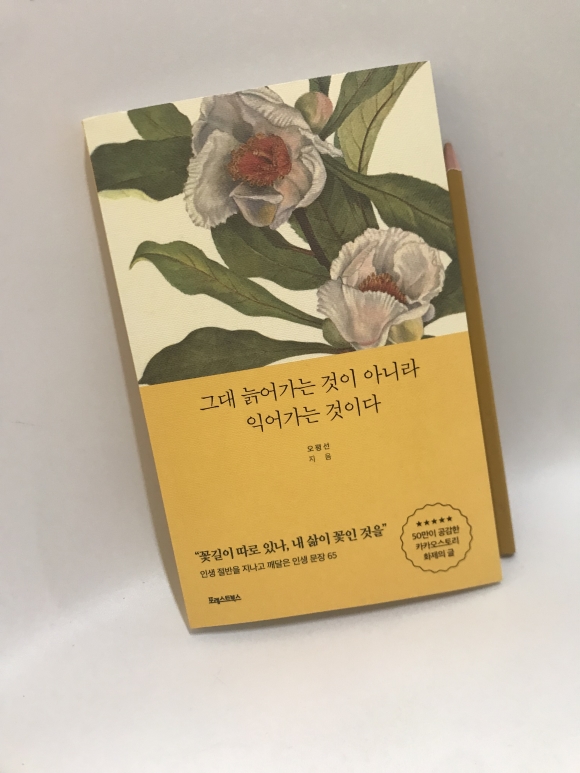 그대 늙어가는 것이 아니라
익어가는 것이다
오평선
지음
“꽃길이 따로 있나, 내 삶이 꽃인 것을”
인생 절반을 지나고 깨달은 인생 문장 65
포레스트북스
★★★★★
50만이 공감한
카카오스토리
화제의 글